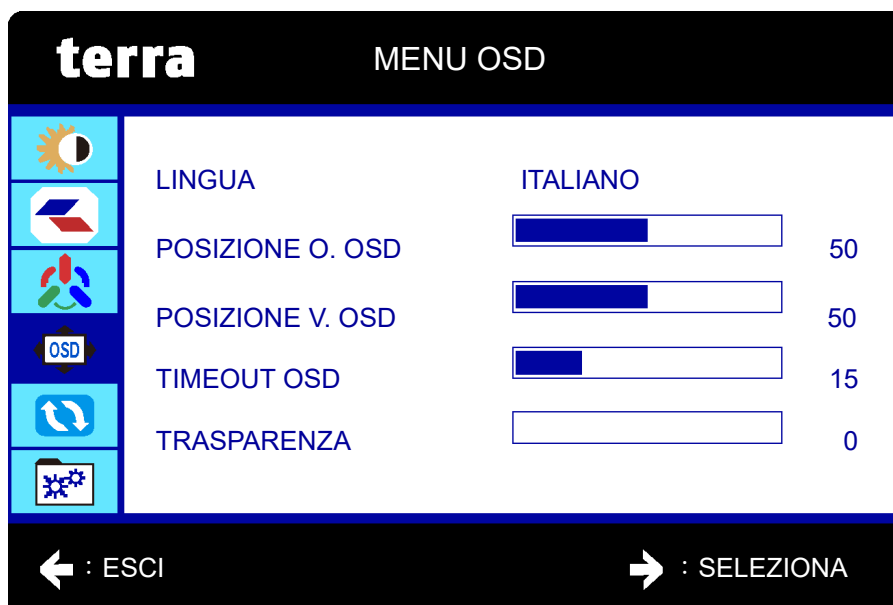 terra MENU OSD
LINGUA ITALIANO
POSIZIONE O. OSD 50
POSIZIONE V. OSD 50
OSD
TIMEOUT OSD 15
TRASPARENZA 0
: ESCI : SELEZIONA